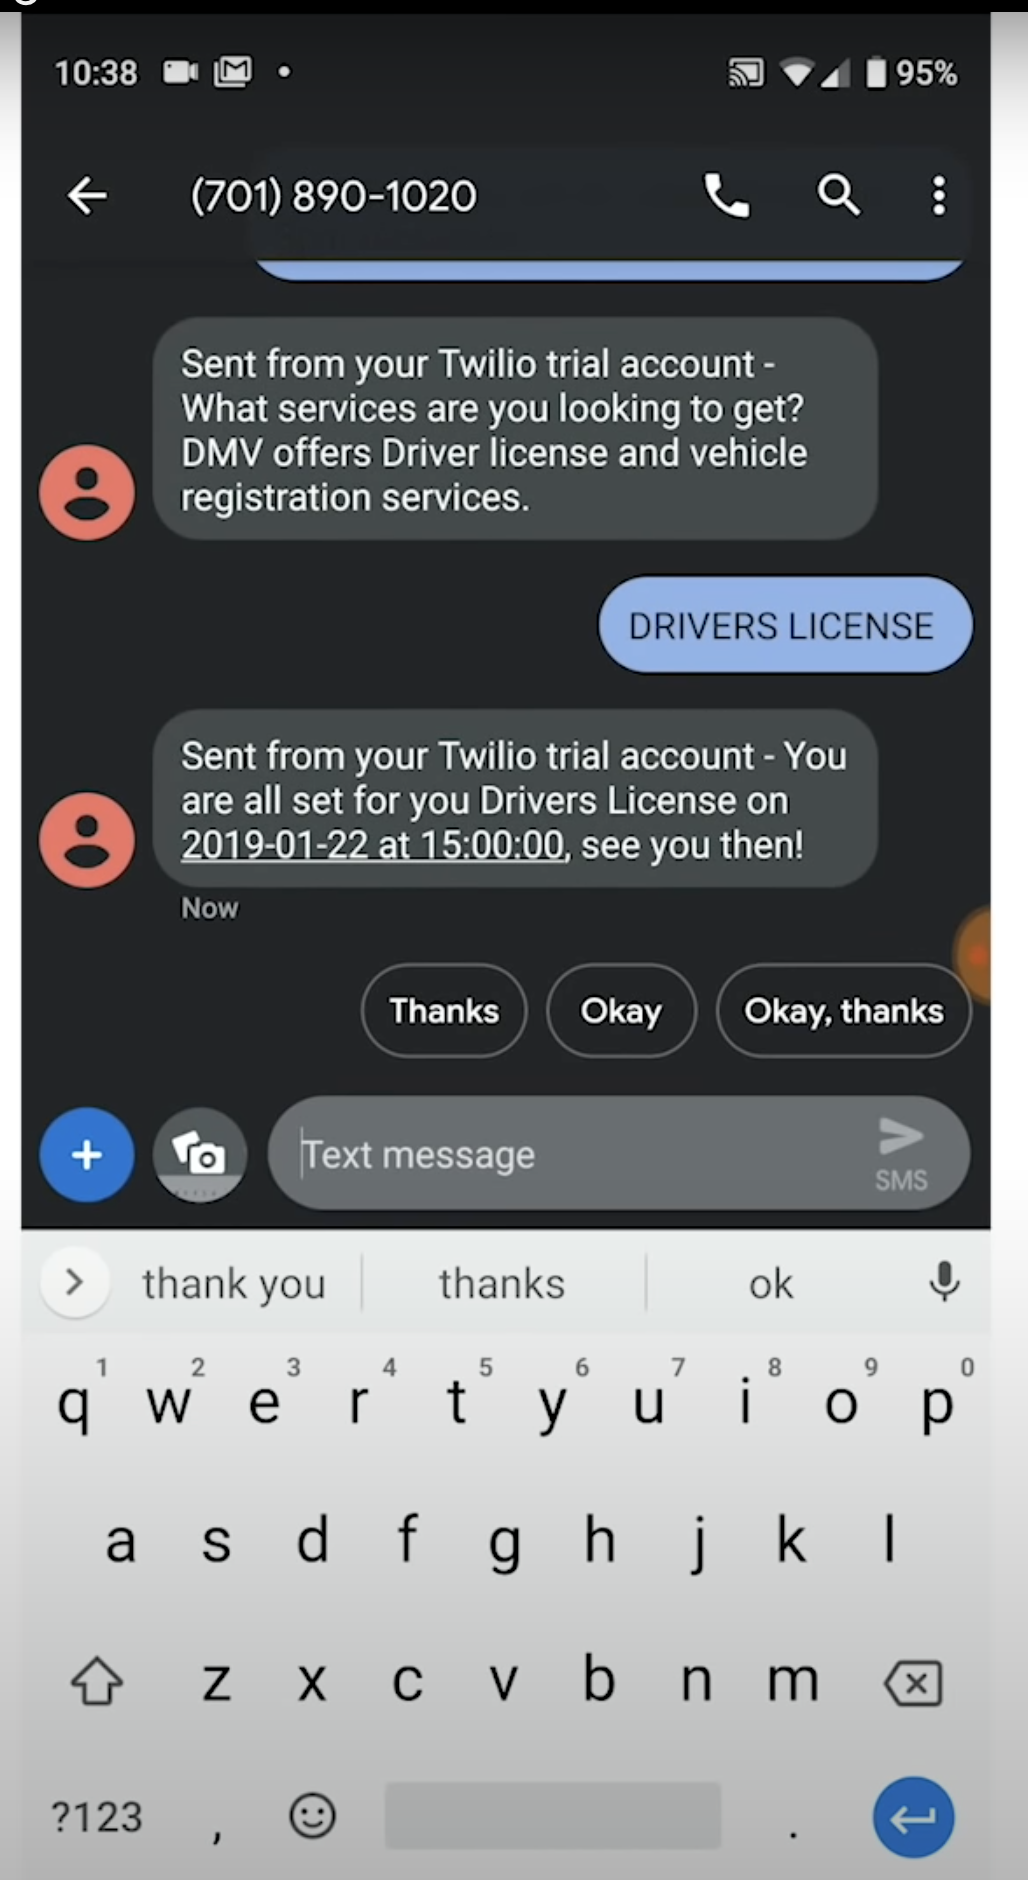 10:38
95%
(701) 890-1020
Sent from your Twilio trial account -
What services are you looking to get?
DMV offers Driver license and vehicle
registration services.
DRIVERS LICENSE
Sent from your Twilio trial account - You
are all set for you Drivers License on
2019-01-22 at 15:00:00, see you then!
Now
Thanks Okay Okay, thanks
Text message
SMS
thank you thanks ok
1 2 3 4 5 6 7 8 9 0
q w e r t y u i o p
a s d f g h j k l
z x c v b n m
?123 , .